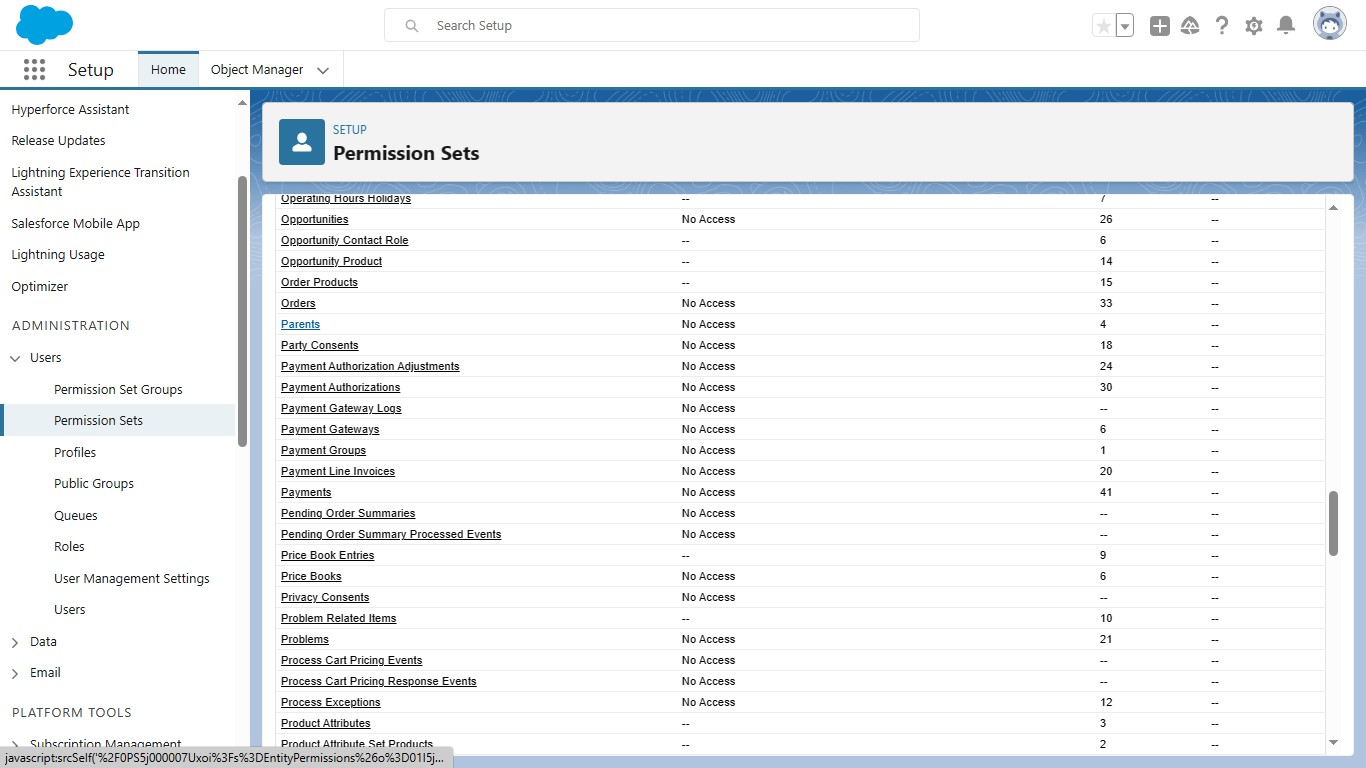 Search Setup
Setup
Home
Object Manager
Hyperforce Assistant
Release Updates
Lightning Experience Transition
Assistant
Salesforce Mobile App
Lightning Usage
Optimizer
ADMINISTRATION
Users
Permission Set Groups
Permission Sets
Profiles
Public Groups
Queues
Roles
User Management Settings
Users
Data
Email
PLATFORM TOOLS
Subscription Management
SETUP
Permission Sets
Operating Hours Holidays -- 7 --
Opportunities No Access 26 --
Opportunity Contact Role -- 6 --
Opportunity Product -- 14 --
Order Products -- 15 --
Orders No Access 33 --
Parents No Access 4 --
Party Consents No Access 18 --
Payment Authorization Adjustments No Access 24 --
Payment Authorizations No Access 30 --
Payment Gateway Logs No Access -- --
Payment Gateways No Access 6 --
Payment Groups No Access 1 --
Payment Line Invoices No Access 20 --
Payments No Access 41 --
Pending Order Summaries No Access -- --
Pending Order Summary Processed Events No Access -- --
Price Book Entries -- 9 --
Price Books No Access 6 --
Privacy Consents No Access -- --
Problem Related Items -- 10 --
Problems No Access 21 --
Process Cart Pricing Events No Access -- --
Process Cart Pricing Response Events No Access -- --
Process Exceptions No Access 12 --
Product Attributes -- 3 --
Product Attribute Set Products -- 2 --
javascript:srcSelf('%2F0PS5j000007Uxoi%3Fs%3DEntityPermissions%26o%3D01I5j...